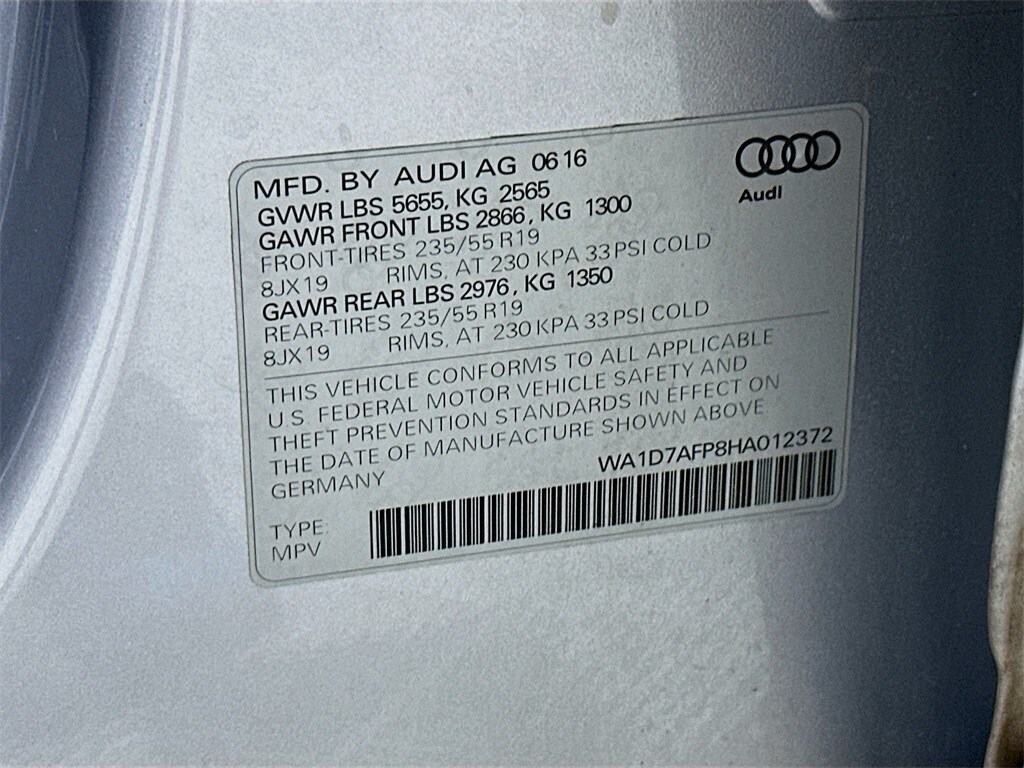 MFD. BY AUDI AG 06 16
Audi
GVWR LBS 5655, KG 2565
GAWR FRONT LBS 2866, KG 1300
FRONT-TIRES 235/55 R19
8JX19 RIMS, AT 230 KPA 33 PSI COLD
GAWR REAR LBS 2976, KG 1350
REAR-TIRES 235/55 R19
8JX19 RIMS, AT 230 KPA 33 PSI COLD
THIS VEHICLE CONFORMS TO ALL APPLICABLE
U.S. FEDERAL MOTOR VEHICLE SAFETY AND
THEFT PREVENTION STANDARDS IN EFFECT ON
THE DATE OF MANUFACTURE SHOWN ABOVE
GERMANY WA1D7AFP8HA012372
TYPE:
MPV